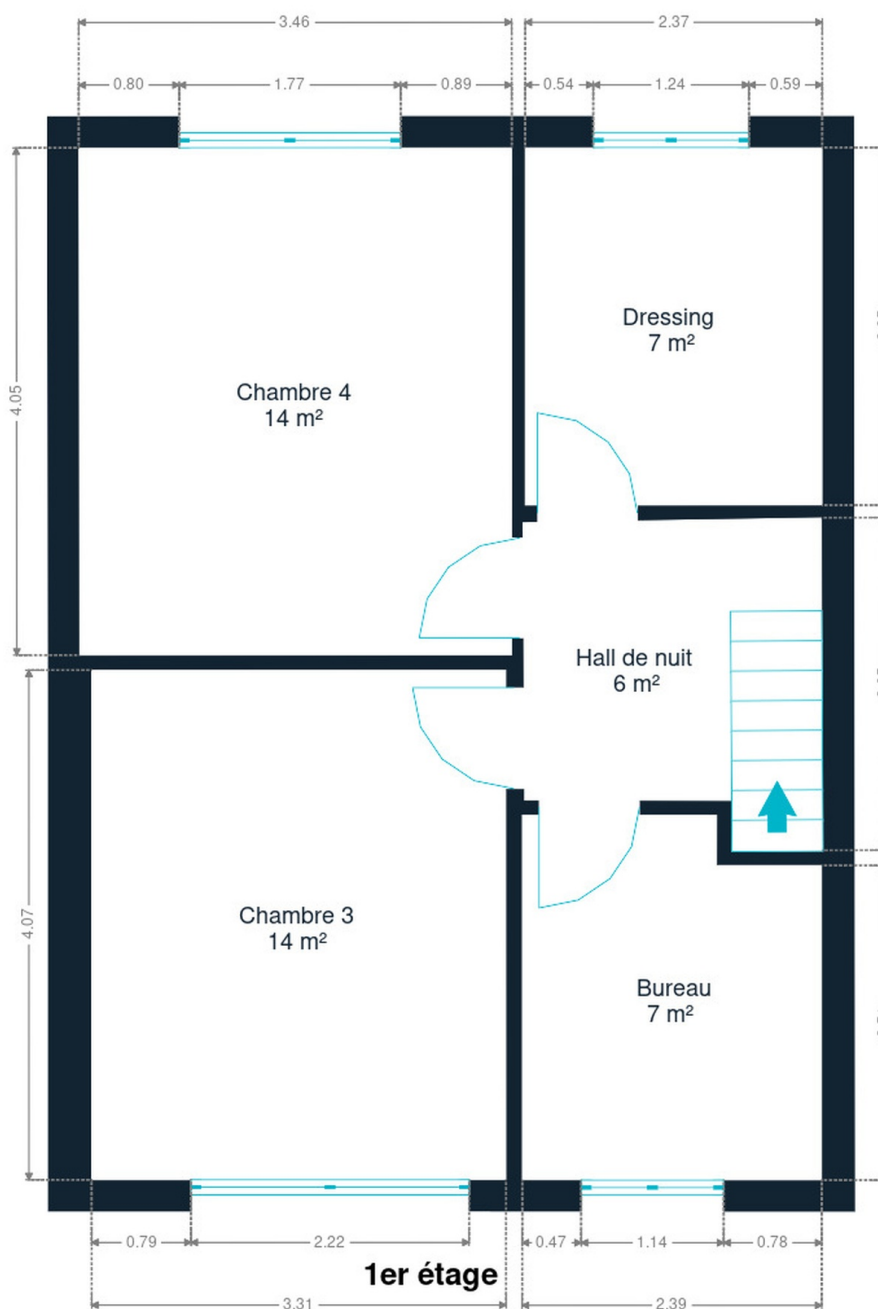 3.46
2.37
0.80
1.77
0.89
0.54
1.24
0.59
4.05
Dressing
7 m²
Chambre 4
14 m²
Hall de nuit
6 m²
4.07
Chambre 3
14 m²
Bureau
7 m²
0.79
2.22
0.47
1.14
0.78
1er étage
3.31
2.39